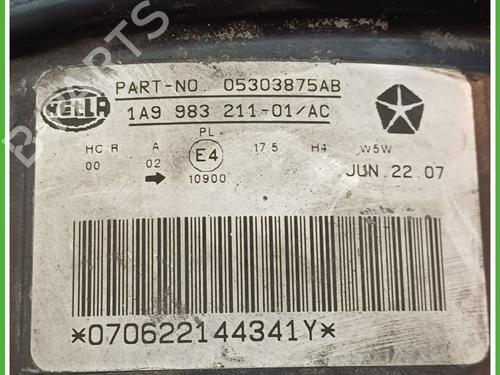 PART-NO. 05303875AB
HELLA
1A9 983 211-01/AC
PL
HC/R A E4 17.5 H4 W5W
00 02 10900 JUN.22.07
*070622144341Y*
PARTS